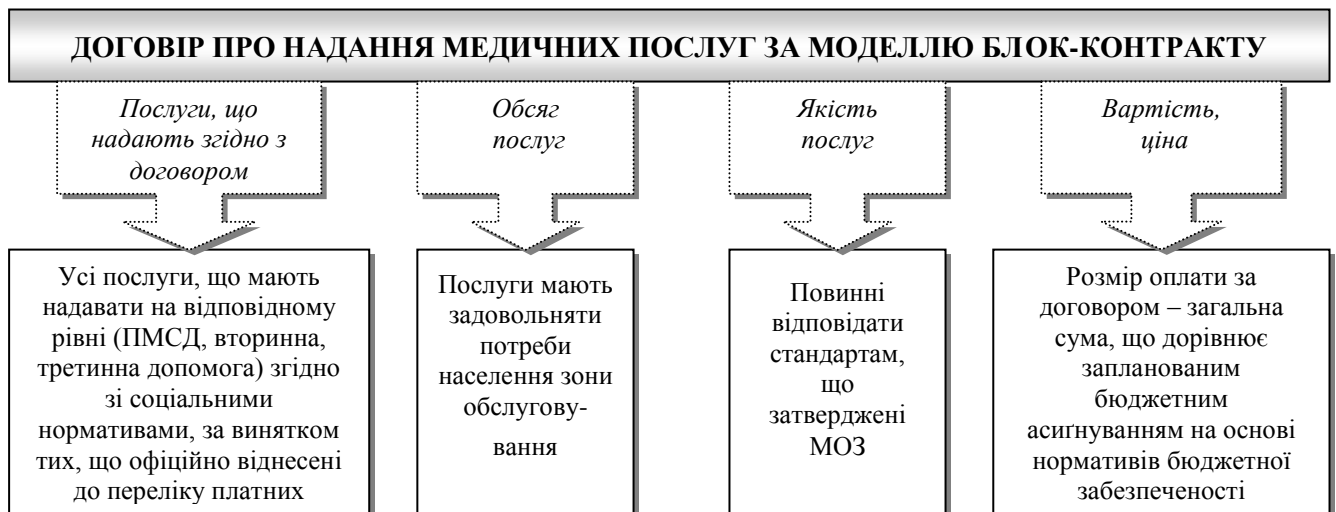 ДОГОВІР ПРО НАДАННЯ МЕДИЧНИХ ПОСЛУГ ЗА МОДЕЛЛЮ БЛОК-КОНТРАКТУ
Послуги, що
надають згідно з
договором
Обсяг
послуг
Якість
послуг
Вартість,
ціна
Усі послуги, що мають
надавати на відповідному
рівні (ПМСД, вторинна,
третинна допомога) згідно
зі соціальними
нормативами, за винятком
тих, що офіційно віднесені
до переліку платних
Послуги мають
задовольняти
потреби
населення зони
обслугову-
вання
Повинні
відповідати
стандартам,
що
затверджені
МОЗ
Розмір оплати за
договором – загальна
сума, що дорівнює
запланованим
бюджетним
асиґнуванням на основі
нормативів бюджетної
забезпеченості